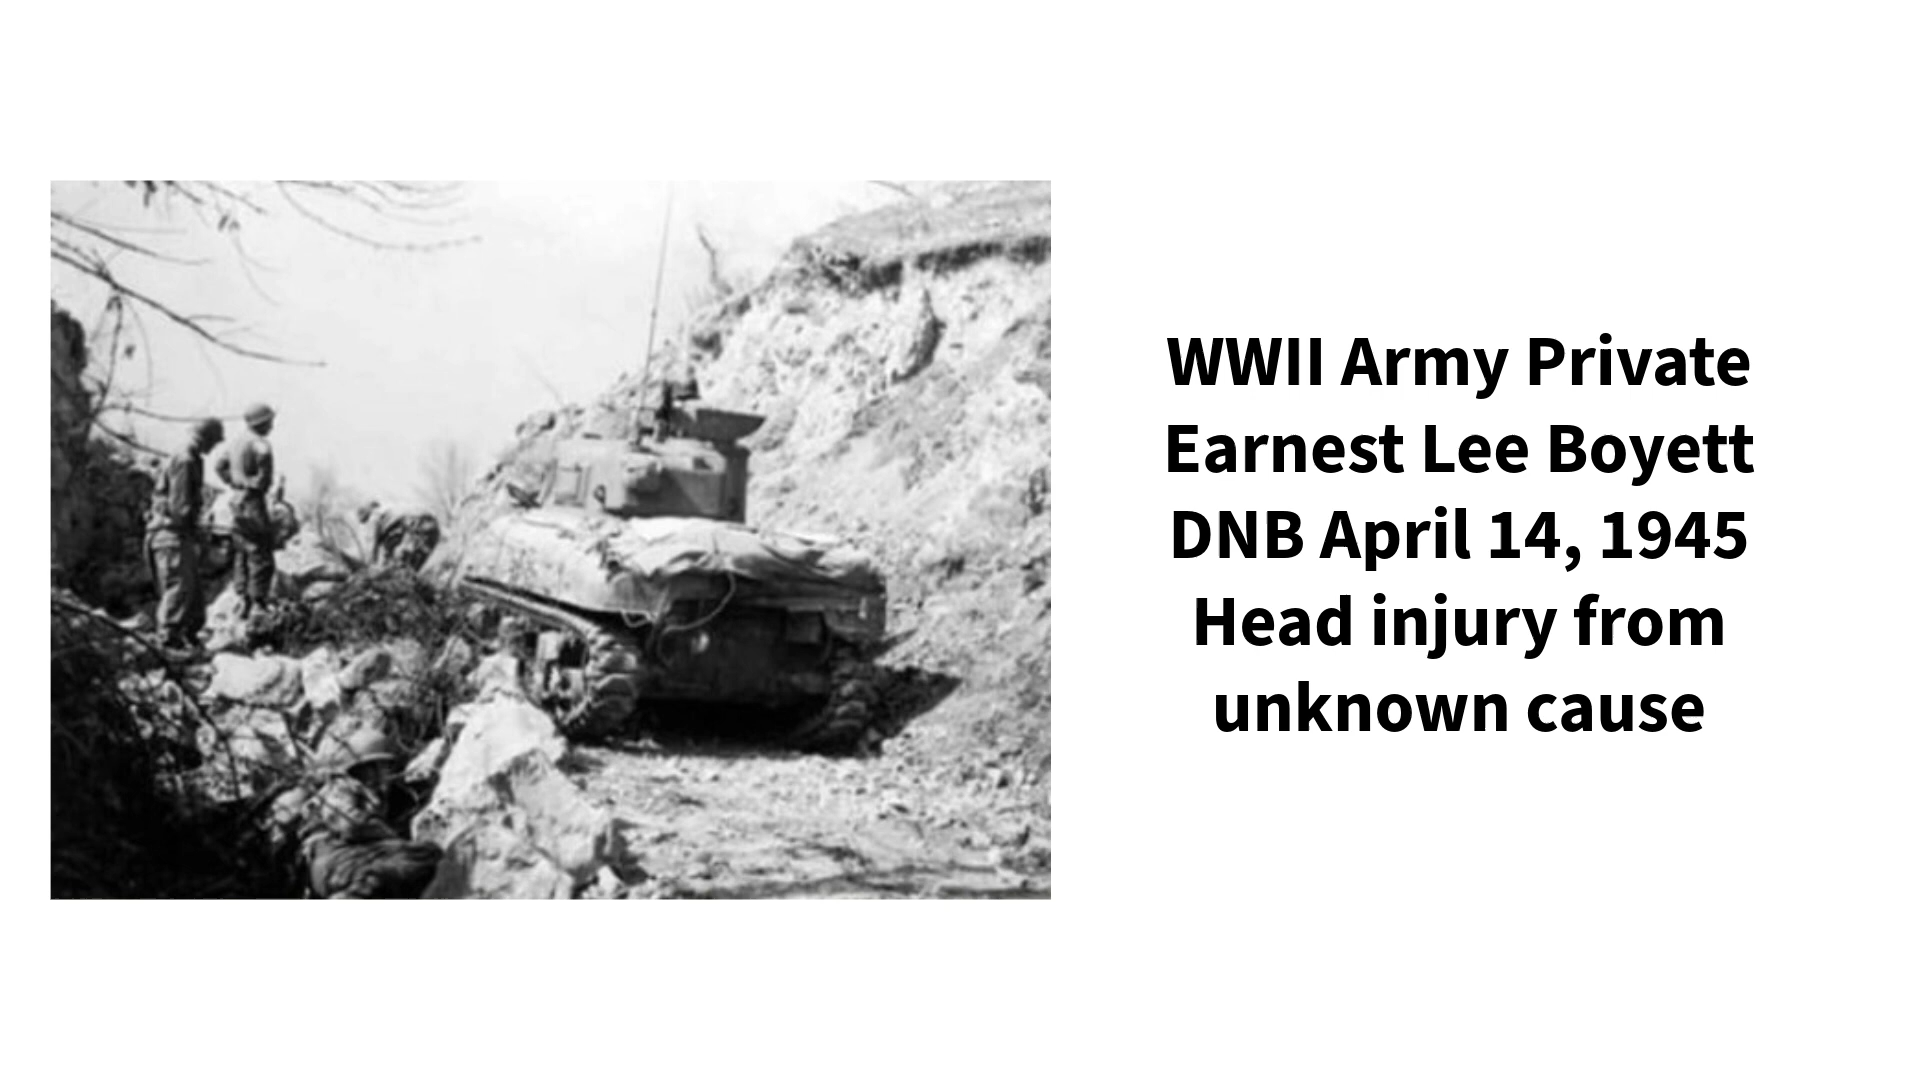 WWII Army Private
Earnest Lee Boyett
DNB April 14, 1945
Head injury from
unknown cause